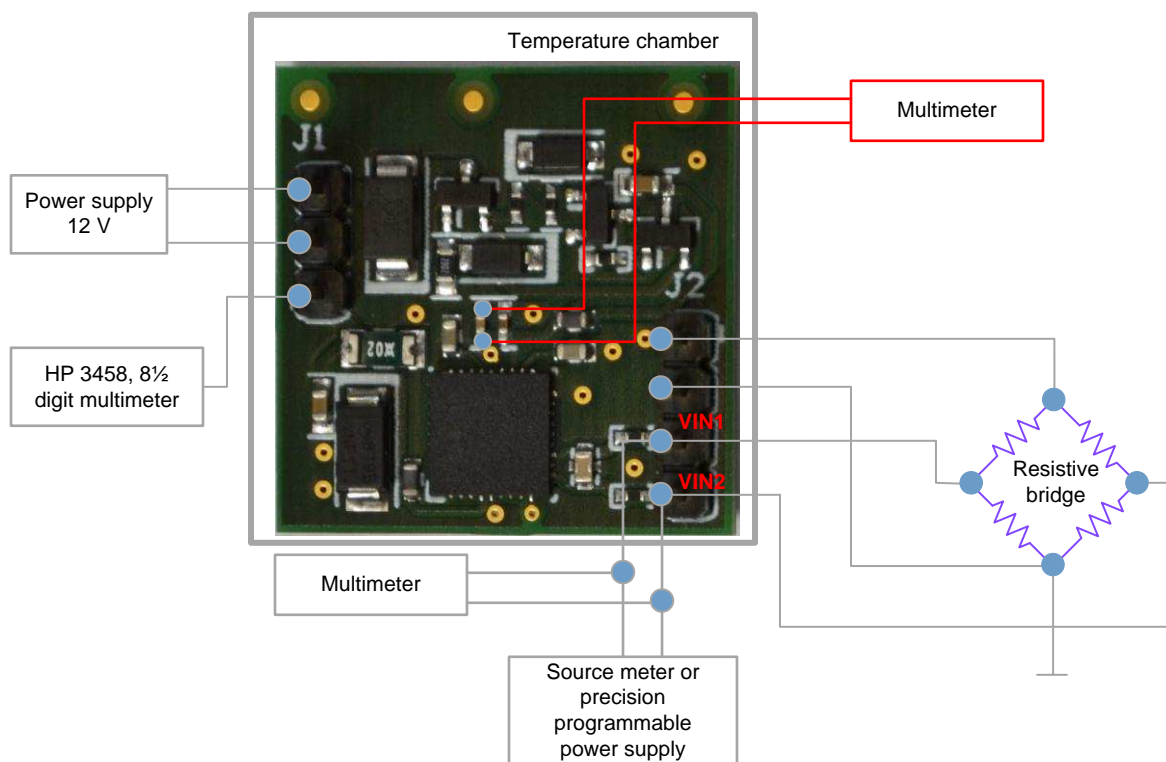 Temperature chamber
Multimeter
J1
Power supply
12 V
J2
HP 3458, 8½
digit multimeter
VIN1
VIN2
Resistive
bridge
Multimeter
Source meter or
precision
programmable
power supply